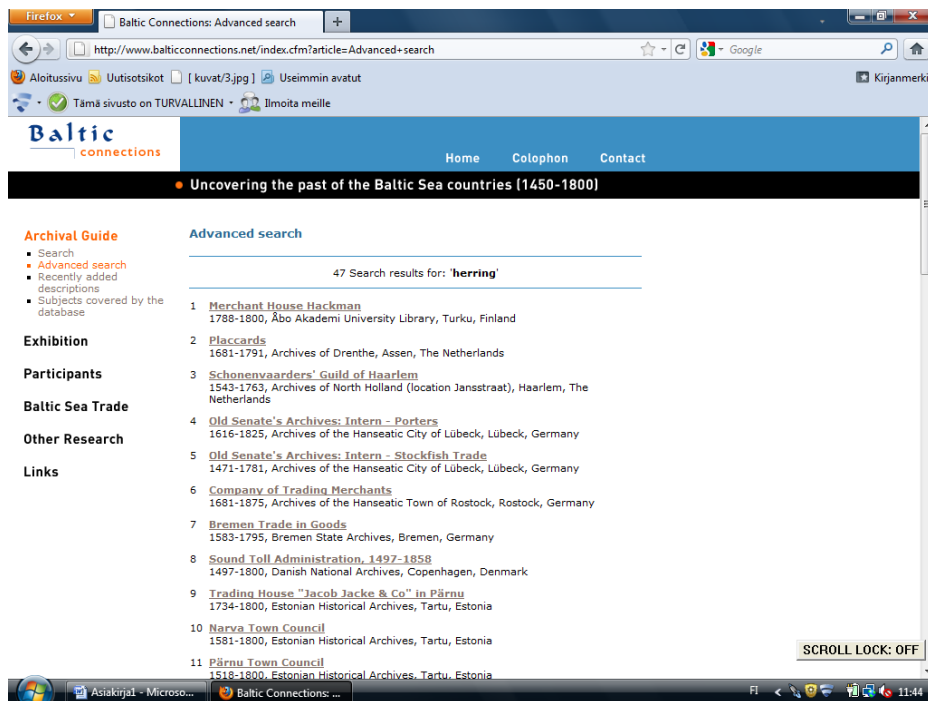 Firefox
Baltic Connections: Advanced search
http://www.balticconnections.net/index.cfm?article=Advanced+search
Google
Aloitussivu Uutisotsikot [ kuvat/3.jpg ] Useimmin avatut
Kirjanmerki
Tämä sivusto on TURVALLINEN Ilmoita meille
Baltic
connections
Home Colophon Contact
Uncovering the past of the Baltic Sea countries (1450-1800)
Archival Guide
Search
Advanced search
Recently added
descriptions
Subjects covered by the
database
Exhibition
Participants
Baltic Sea Trade
Other Research
Links
Advanced search
47 Search results for: 'herring'
1 Merchant House Hackman
1788-1800, Åbo Akademi University Library, Turku, Finland
2 Placcards
1681-1791, Archives of Drenthe, Assen, The Netherlands
3 Schonenvaarders' Guild of Haarlem
1543-1763, Archives of North Holland (location Jansstraat), Haarlem, The
Netherlands
4 Old Senate's Archives: Intern - Porters
1616-1825, Archives of the Hanseatic City of Lübeck, Lübeck, Germany
5 Old Senate's Archives: Intern - Stockfish Trade
1471-1781, Archives of the Hanseatic City of Lübeck, Lübeck, Germany
6 Company of Trading Merchants
1681-1875, Archives of the Hanseatic Town of Rostock, Rostock, Germany
7 Bremen Trade in Goods
1583-1795, Bremen State Archives, Bremen, Germany
8 Sound Toll Administration, 1497-1858
1497-1800, Danish National Archives, Copenhagen, Denmark
9 Trading House "Jacob Jacke & Co" in Pärnu
1734-1800, Estonian Historical Archives, Tartu, Estonia
10 Narva Town Council
1581-1800, Estonian Historical Archives, Tartu, Estonia
11 Pärnu Town Council
1518-1800, Estonian Historical Archives, Tartu, Estonia
SCROLL LOCK: OFF
Asiakirja1 - Microso... Baltic Connections: ... FI 11:44